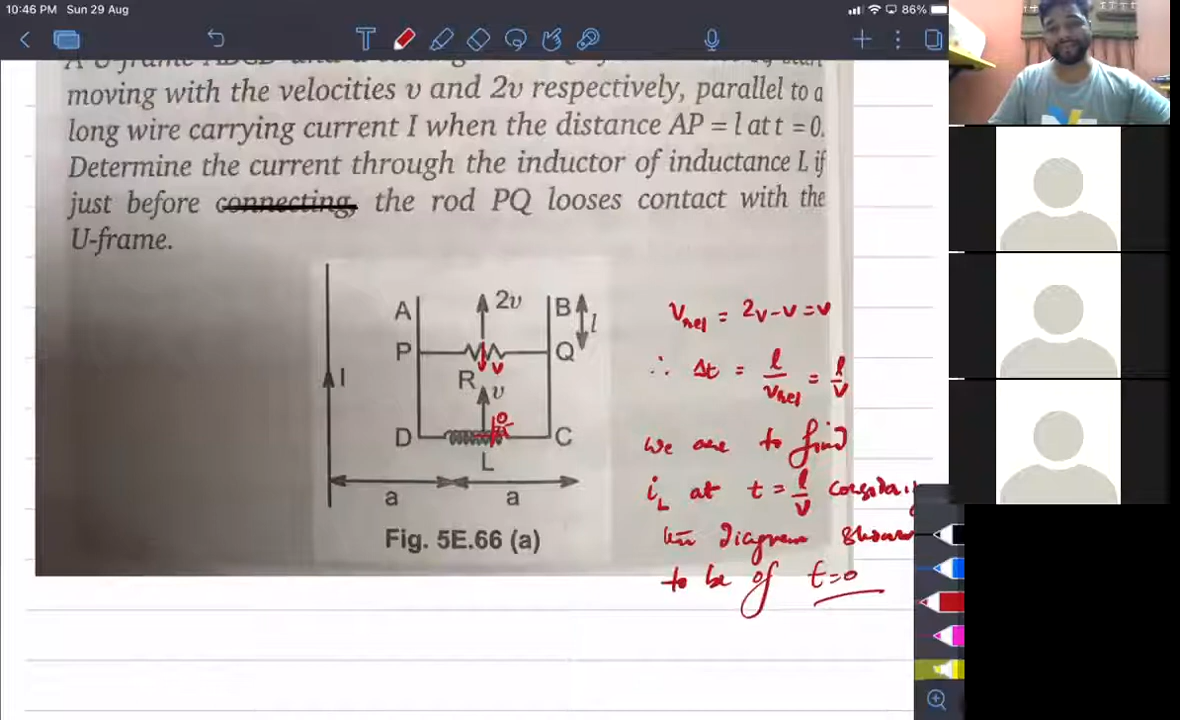 10:46 PM Sun 29 Aug
86%
T
moving with the velocities v and 2v respectively, parallel to a
long wire carrying current I when the distance AP = l at t = 0.
Determine the current through the inductor of inductance L if
just before connecting, the rod PQ looses contact with the
U-frame.
A 2v B l
P Q
R v
I v
D C
L
a a
Fig. 5E.66 (a)
Vrel = 2v-v = v
∴ Δt = l/Vrel = l/v
we are to find
iL at t = l/v
diagram
to be of t=0